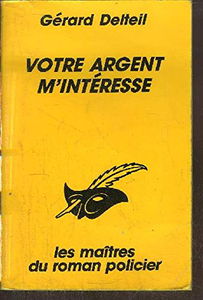 Gérard Delteil
VOTRE ARGENT
M'INTÉRESSE
les maîtres
du roman policier